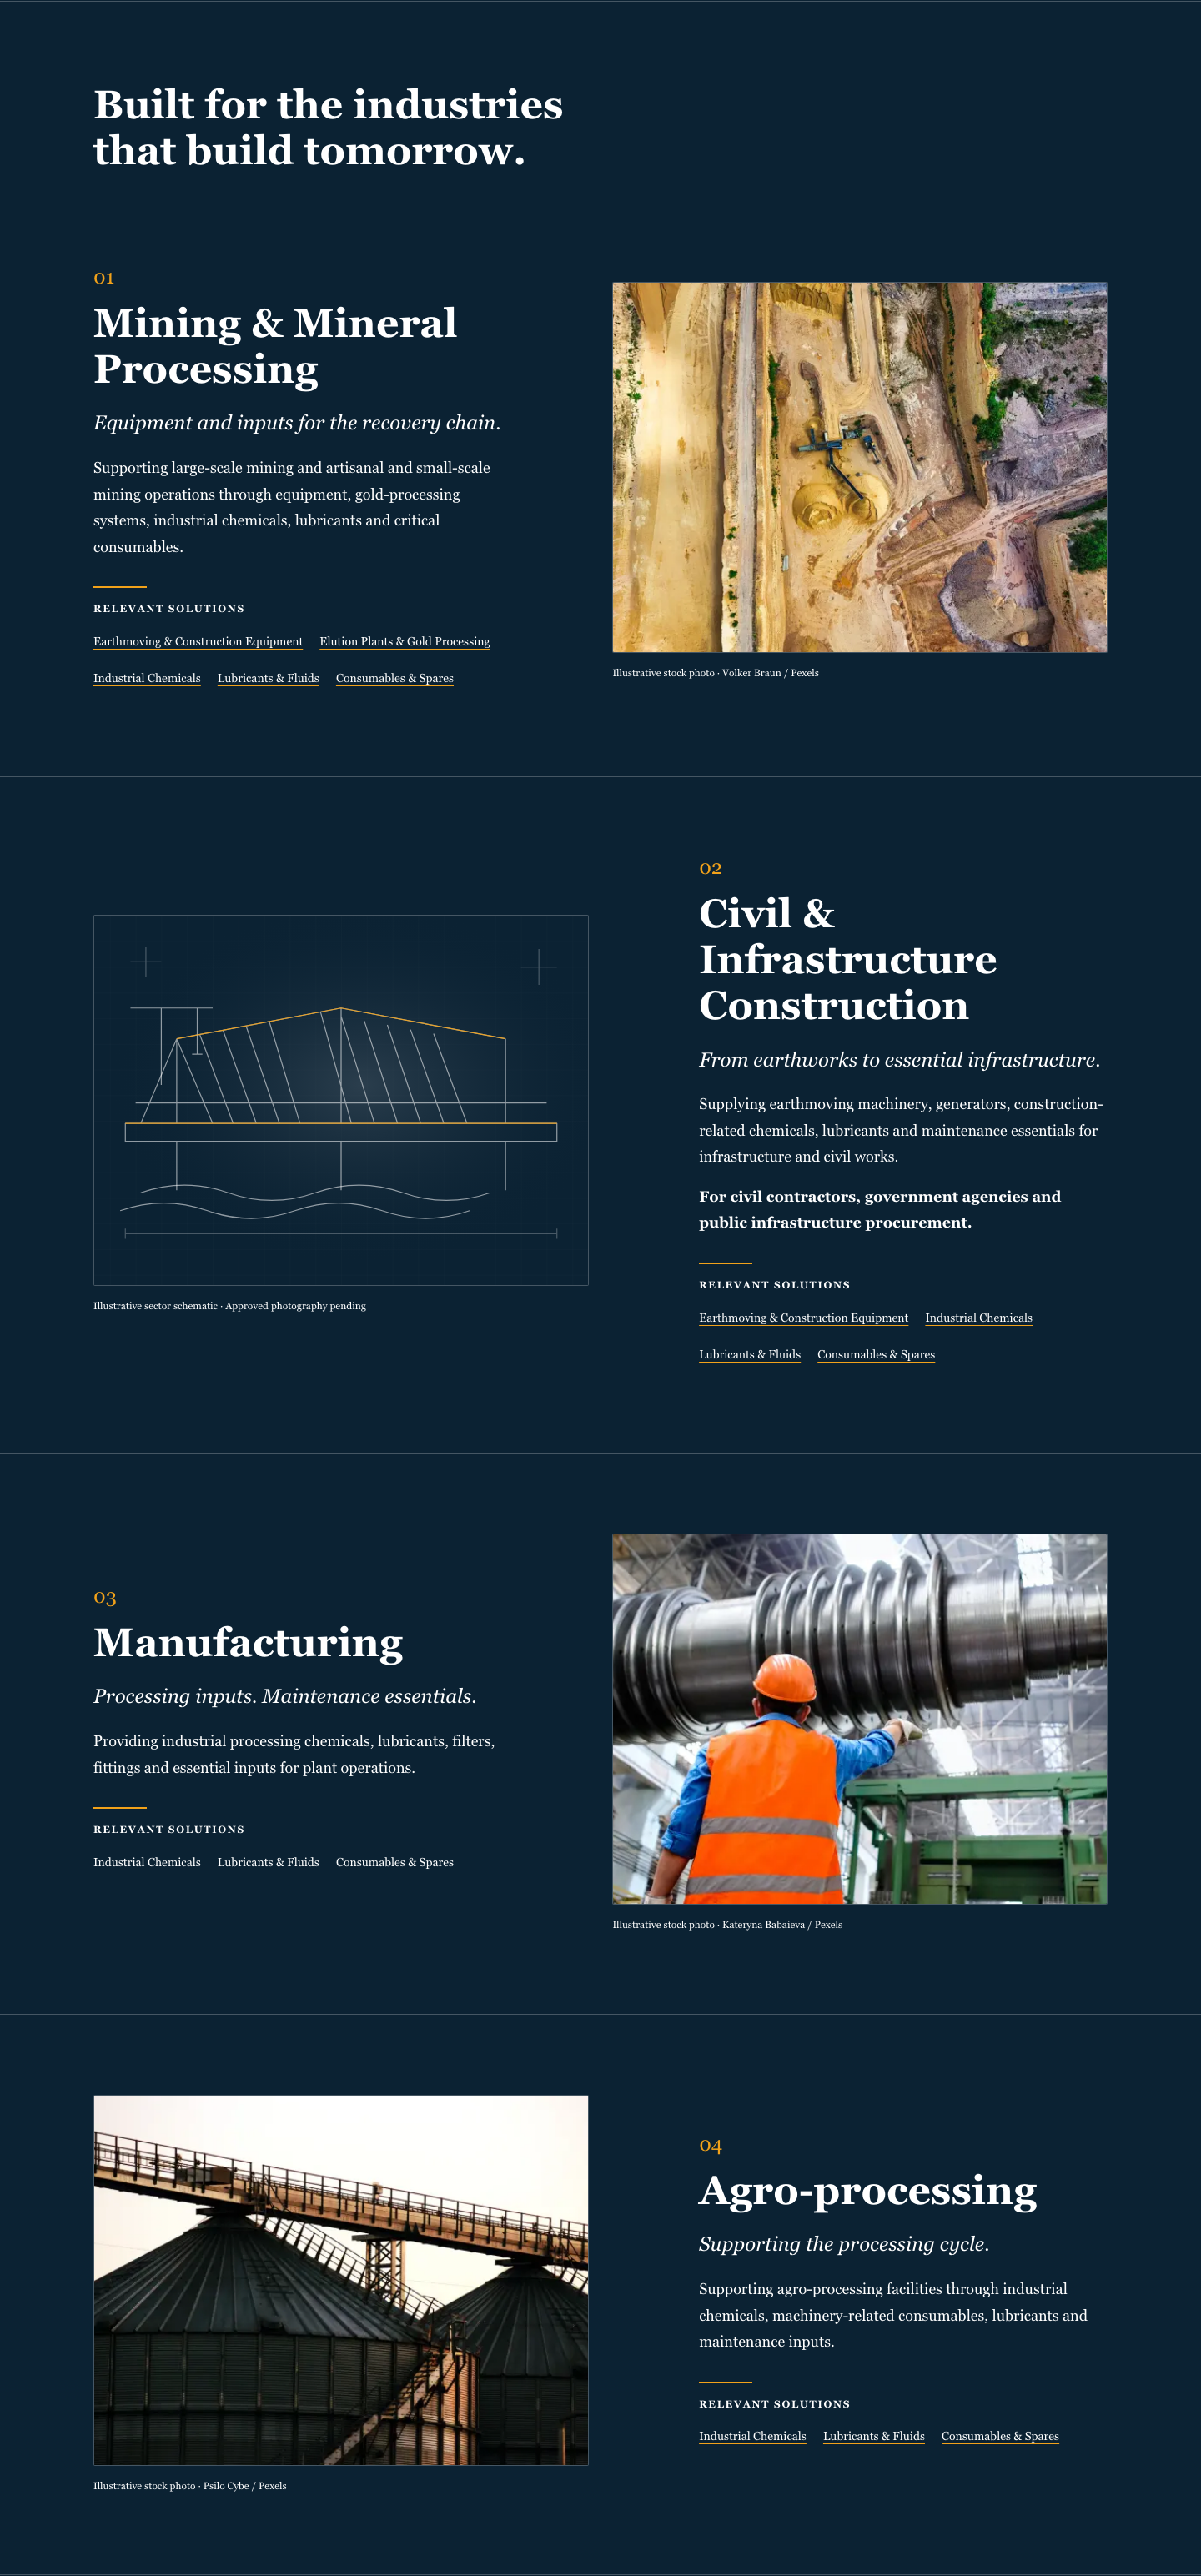 Built for the industries
that build tomorrow.
01
Mining & Mineral
Processing
Equipment and inputs for the recovery chain.
Supporting large-scale mining and artisanal and small-scale
mining operations through equipment, gold-processing
systems, industrial chemicals, lubricants and critical
consumables.
RELEVANT SOLUTIONS
Earthmoving & Construction Equipment Elution Plants & Gold Processing
Industrial Chemicals Lubricants & Fluids Consumables & Spares
Illustrative stock photo · Volker Braun / Pexels
02
Civil &
Infrastructure
Construction
From earthworks to essential infrastructure.
Supplying earthmoving machinery, generators, construction-
related chemicals, lubricants and maintenance essentials for
infrastructure and civil works.
For civil contractors, government agencies and
public infrastructure procurement.
RELEVANT SOLUTIONS
Earthmoving & Construction Equipment Industrial Chemicals
Lubricants & Fluids Consumables & Spares
Illustrative sector schematic · Approved photography pending
03
Manufacturing
Processing inputs. Maintenance essentials.
Providing industrial processing chemicals, lubricants, filters,
fittings and essential inputs for plant operations.
RELEVANT SOLUTIONS
Industrial Chemicals Lubricants & Fluids Consumables & Spares
Illustrative stock photo · Kateryna Babaieva / Pexels
04
Agro-processing
Supporting the processing cycle.
Supporting agro-processing facilities through industrial
chemicals, machinery-related consumables, lubricants and
maintenance inputs.
RELEVANT SOLUTIONS
Industrial Chemicals Lubricants & Fluids Consumables & Spares
Illustrative stock photo · Psilo Cybe / Pexels